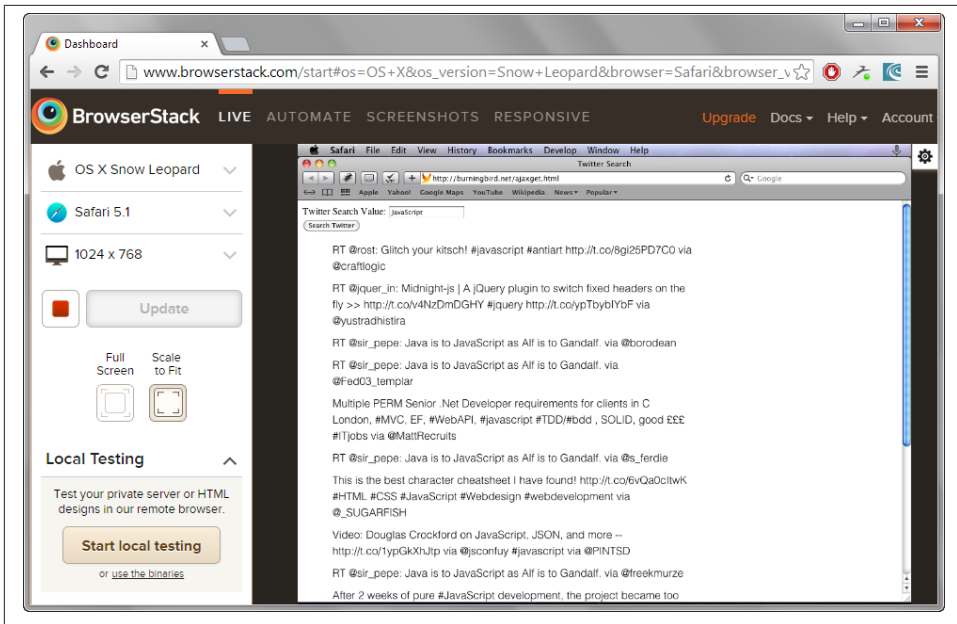 Dashboard
www.browserstack.com/start#os=OS+X&os_version=Snow+Leopard&browser=Safari&browser_v
BrowserStack LIVE AUTOMATE SCREENSHOTS RESPONSIVE Upgrade Docs Help Account
OS X Snow Leopard
Safari 5.1
1024 x 768
Update
Full Screen
Scale to Fit
Local Testing
Test your private server or HTML
designs in our remote browser.
Start local testing
or use the binaries
Safari File Edit View History Bookmarks Develop Window Help
Twitter Search
http://burningbird.net/ajaxget.html
Google
Apple Yahoo! Google Maps YouTube Wikipedia News Popular
Twitter Search Value: JavaScript
Search Twitter
RT @rost: Glitch your kitsch! #javascript #antiart http://t.co/8gi25PD7C0 via
@craftlogic
RT @jquer_in: Midnight-js | A jQuery plugin to switch fixed headers on the
fly >> http://t.co/v4NzDmDGHY #jquery http://t.co/ypTbybIYbF via
@yustradhistira
RT @sir_pepe: Java is to JavaScript as Alf is to Gandalf. via @borodean
RT @sir_pepe: Java is to JavaScript as Alf is to Gandalf. via
@Fed03_templar
Multiple PERM Senior .Net Developer requirements for clients in C
London, #MVC, EF, #WebAPI, #javascript #TDD/#bdd , SOLID, good £££
#ITjobs via @MattRecruits
RT @sir_pepe: Java is to JavaScript as Alf is to Gandalf. via @s_ferdie
This is the best character cheatsheet I have found! http://t.co/6vQa0cItwK
#HTML #CSS #JavaScript #Webdesign #webdevelopment via
@_SUGARFISH
Video: Douglas Crockford on JavaScript, JSON, and more --
http://t.co/1ypGkXhJtp via @jsconfuy #javascript via @PINTSD
RT @sir_pepe: Java is to JavaScript as Alf is to Gandalf. via @freekmurze
After 2 weeks of pure #JavaScript development, the project became too